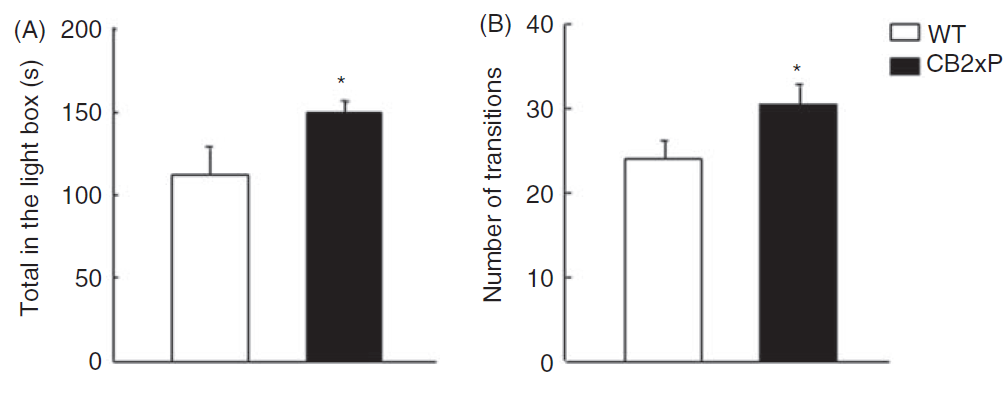 (A)
Total in the light box (s)
200
150
100
50
0
*
(B)
Number of transitions
40
30
20
10
0
*
WT
CB2xP